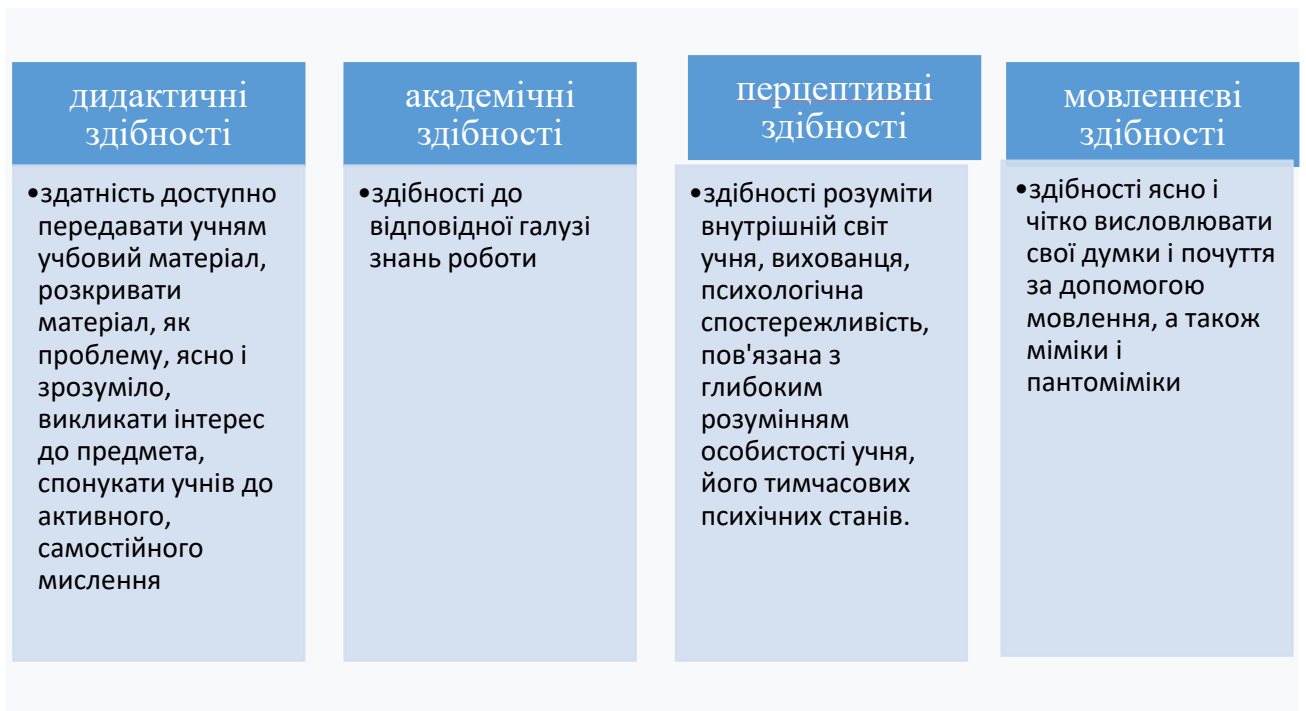 дидактичні
здібності
•здатність доступно
передавати учням
учбовий матеріал,
розкривати
матеріал, як
проблему, ясно і
зрозуміло,
викликати інтерес
до предмета,
спонукати учнів до
активного,
самостійного
мислення
академічні
здібності
•здібності до
відповідної галузі
знань роботи
перцептивні
здібності
•здібності розуміти
внутрішній світ
учня, вихованця,
психологічна
спостережливість,
пов'язана з
глибоким
розумінням
особистості учня,
його тимчасових
психічних станів.
мовленнєві
здібності
•здібності ясно і
чітко висловлювати
свої думки і почуття
за допомогою
мовлення, а також
міміки і
пантоміміки